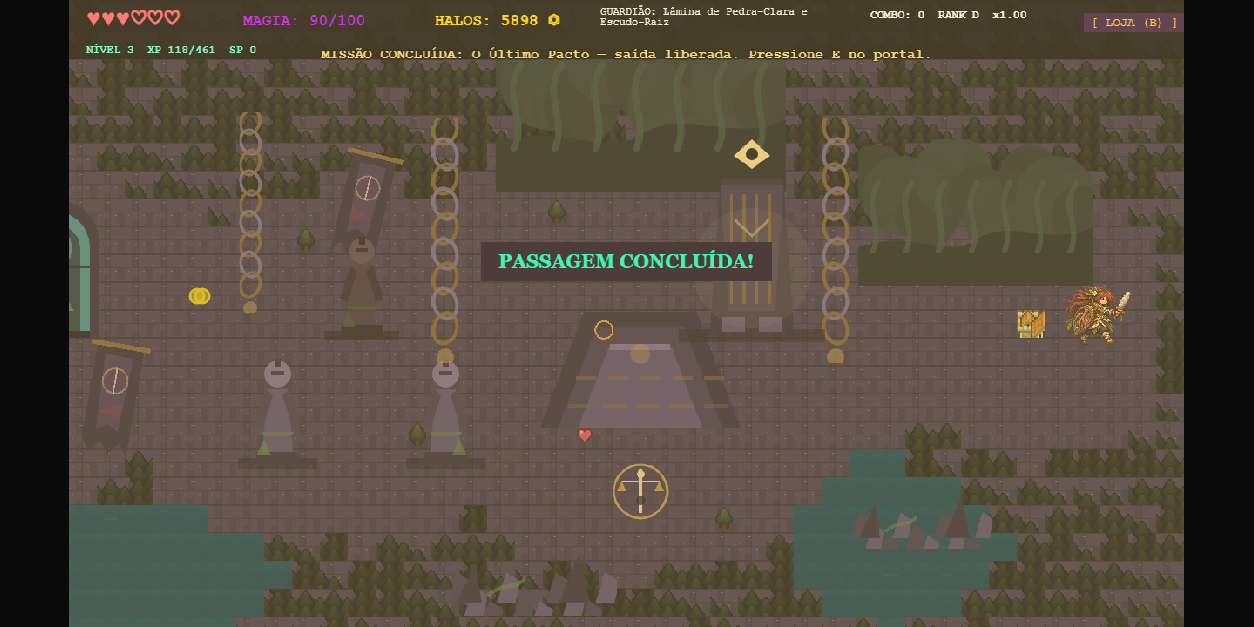 MAGIA: 90/100
HALOS: 5898
GUARDIÃO: Lâmina de Pedra-Clara e
Escudo-Raiz
COMBO: 0 RANK D x1.00
[ LOJA (B) ]
NÍVEL 3 XP 118/461 SP 0
MISSÃO CONCLUÍDA: O Último Pacto — saída liberada. Pressione E no portal.
PASSAGEM CONCLUÍDA!